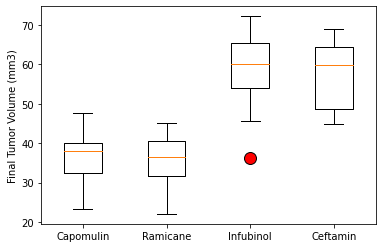 Final Tumor Volume (mm3)
70
60
50
40
30
20
Capomulin
Ramicane
Infubinol
Ceftamin